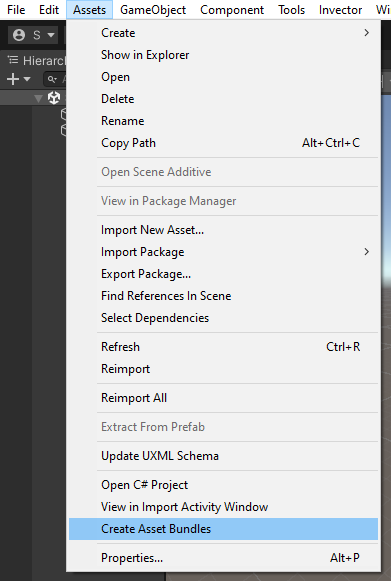 File Edit Assets GameObject Component Tools Invector Wi
S
Hierarch
Create
Show in Explorer
Open
Delete
Rename
Copy Path Alt+Ctrl+C
Open Scene Additive
View in Package Manager
Import New Asset...
Import Package
Export Package...
Find References In Scene
Select Dependencies
Refresh Ctrl+R
Reimport
Reimport All
Extract From Prefab
Update UXML Schema
Open C# Project
View in Import Activity Window
Create Asset Bundles
Properties... Alt+P